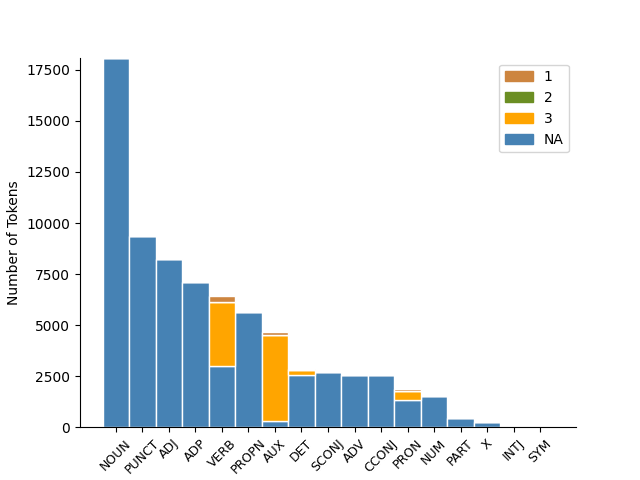 17500
15000
12500
10000
7500
5000
2500
0
Number of Tokens
1
2
3
NA
NOUN
PUNCT
ADJ
ADP
VERB
PROPN
AUX
DET
SCONJ
ADV
CCONJ
PRON
NUM
PART
X
INTJ
SYM